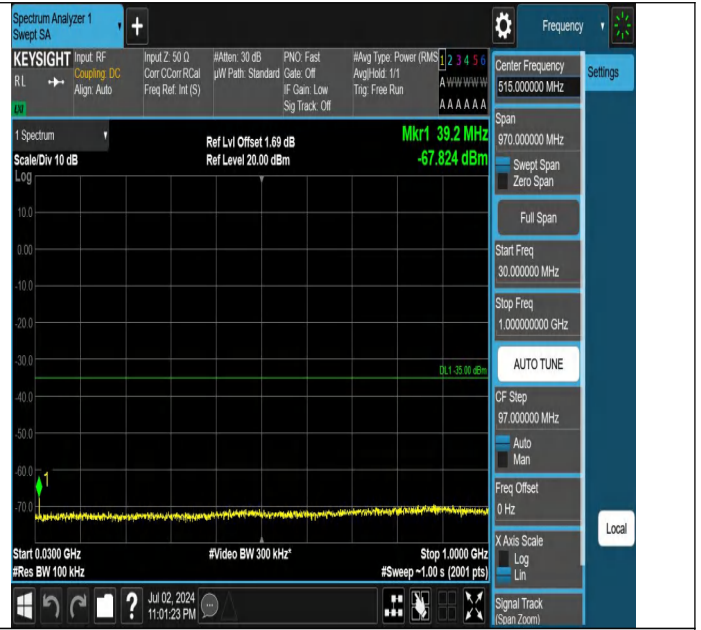 Spectrum Analyzer 1
Swept SA
Frequency
KEYSIGHT
RL
LXI
Input: RF
Coupling: DC
Align: Auto
Input Z: 50 Ω
Corr CCorr RCal
Freq Ref: Int (S)
#Atten: 30 dB
µW Path: Standard
PNO: Fast
Gate: Off
IF Gain: Low
Sig Track: Off
#Avg Type: Power (RMS
Avg|Hold: 1/1
Trig: Free Run
1 2 3 4 5 6
A W W W W W
A A A A A A
1 Spectrum
Scale/Div 10 dB
Log
Ref Lvl Offset 1.69 dB
Ref Level 20.00 dBm
Mkr1 39.2 MHz
-67.824 dBm
10.0
0.00
-10.0
-20.0
-30.0
DL1 -35.00 dBm
-40.0
-50.0
-60.0
1
-70.0
Start 0.0300 GHz
#Res BW 100 kHz
#Video BW 300 kHz*
Stop 1.0000 GHz
#Sweep ~1.00 s (2001 pts)
Jul 02, 2024
11:01:23 PM
Center Frequency
515.000000 MHz
Settings
Span
970.000000 MHz
Swept Span
Zero Span
Full Span
Start Freq
30.000000 MHz
Stop Freq
1.000000000 GHz
AUTO TUNE
CF Step
97.000000 MHz
Auto
Man
Freq Offset
0 Hz
X Axis Scale
Log
Lin
Local
Signal Track
(Span Zoom)